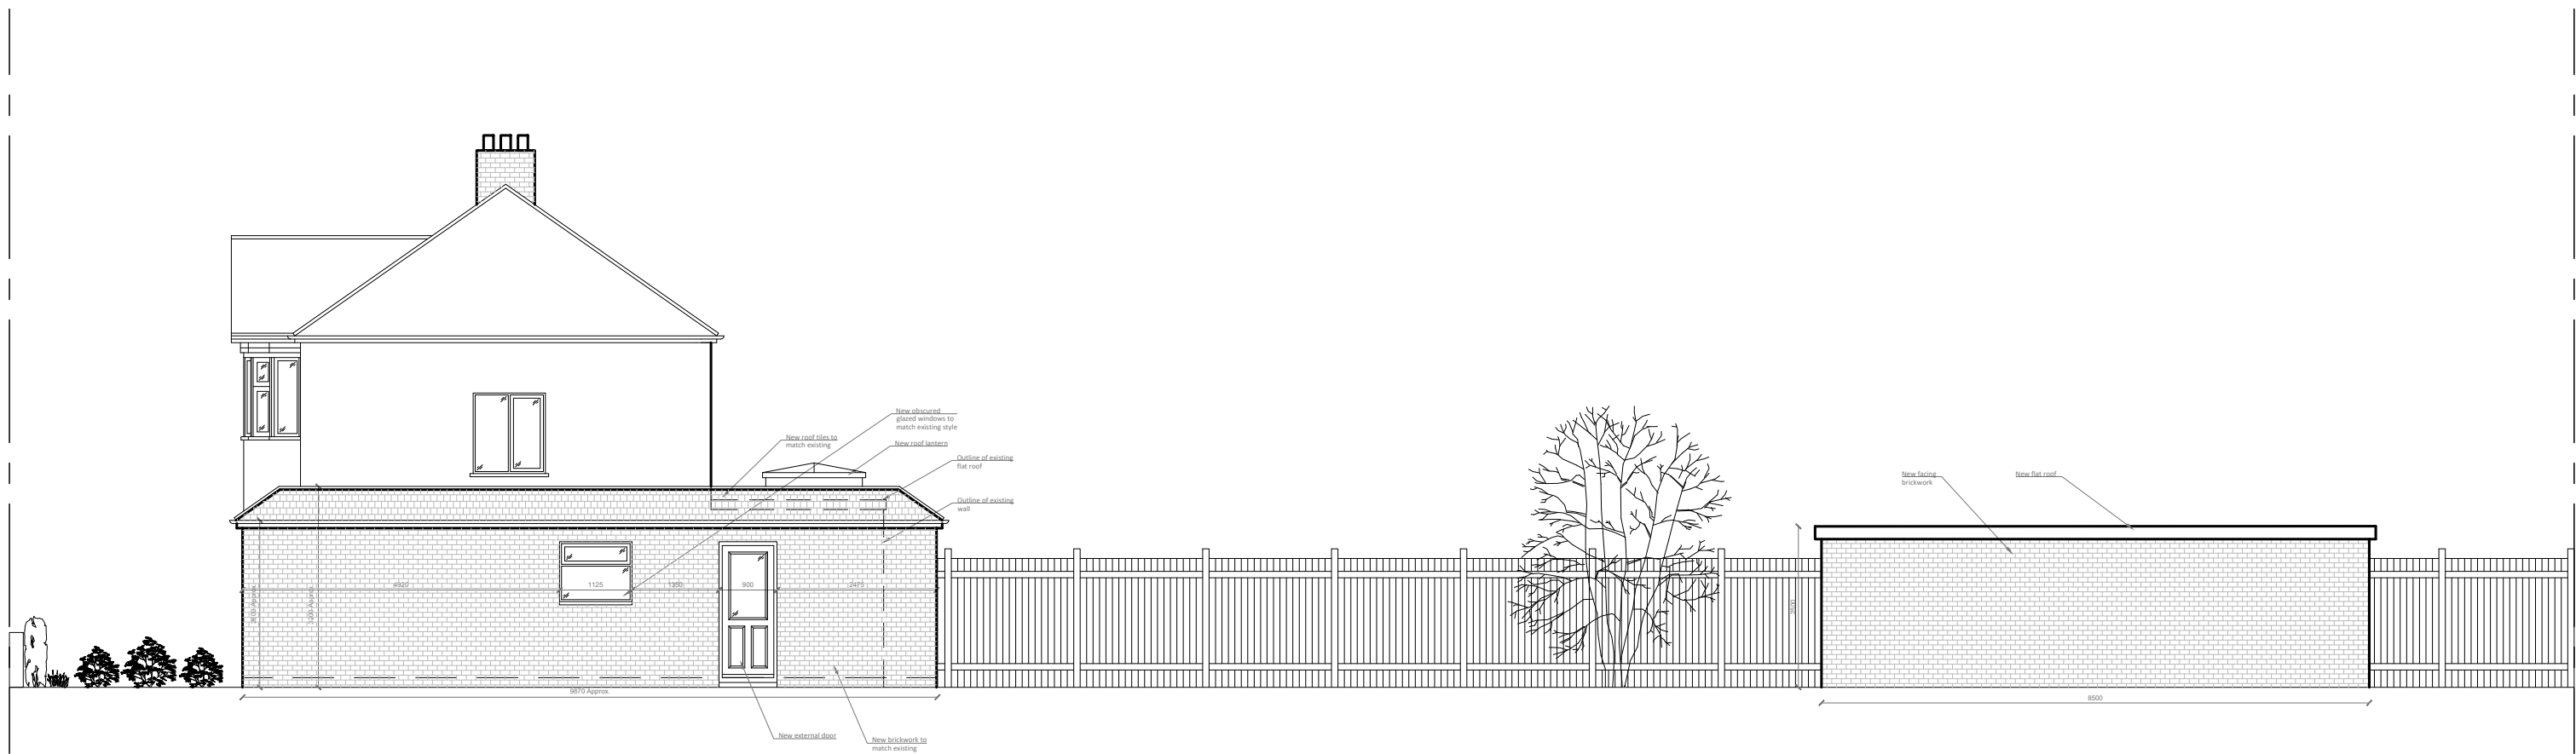 New obscured
glazed windows to
match existing style
New roof tiles to
match existing
New roof lantern
Outline of existing
flat roof
Outline of existing
wall
New facing
brickwork
New flat roof
4020
1125
1350
900
2475
9870 Approx.
8500
New external door
New brickwork to
match existing